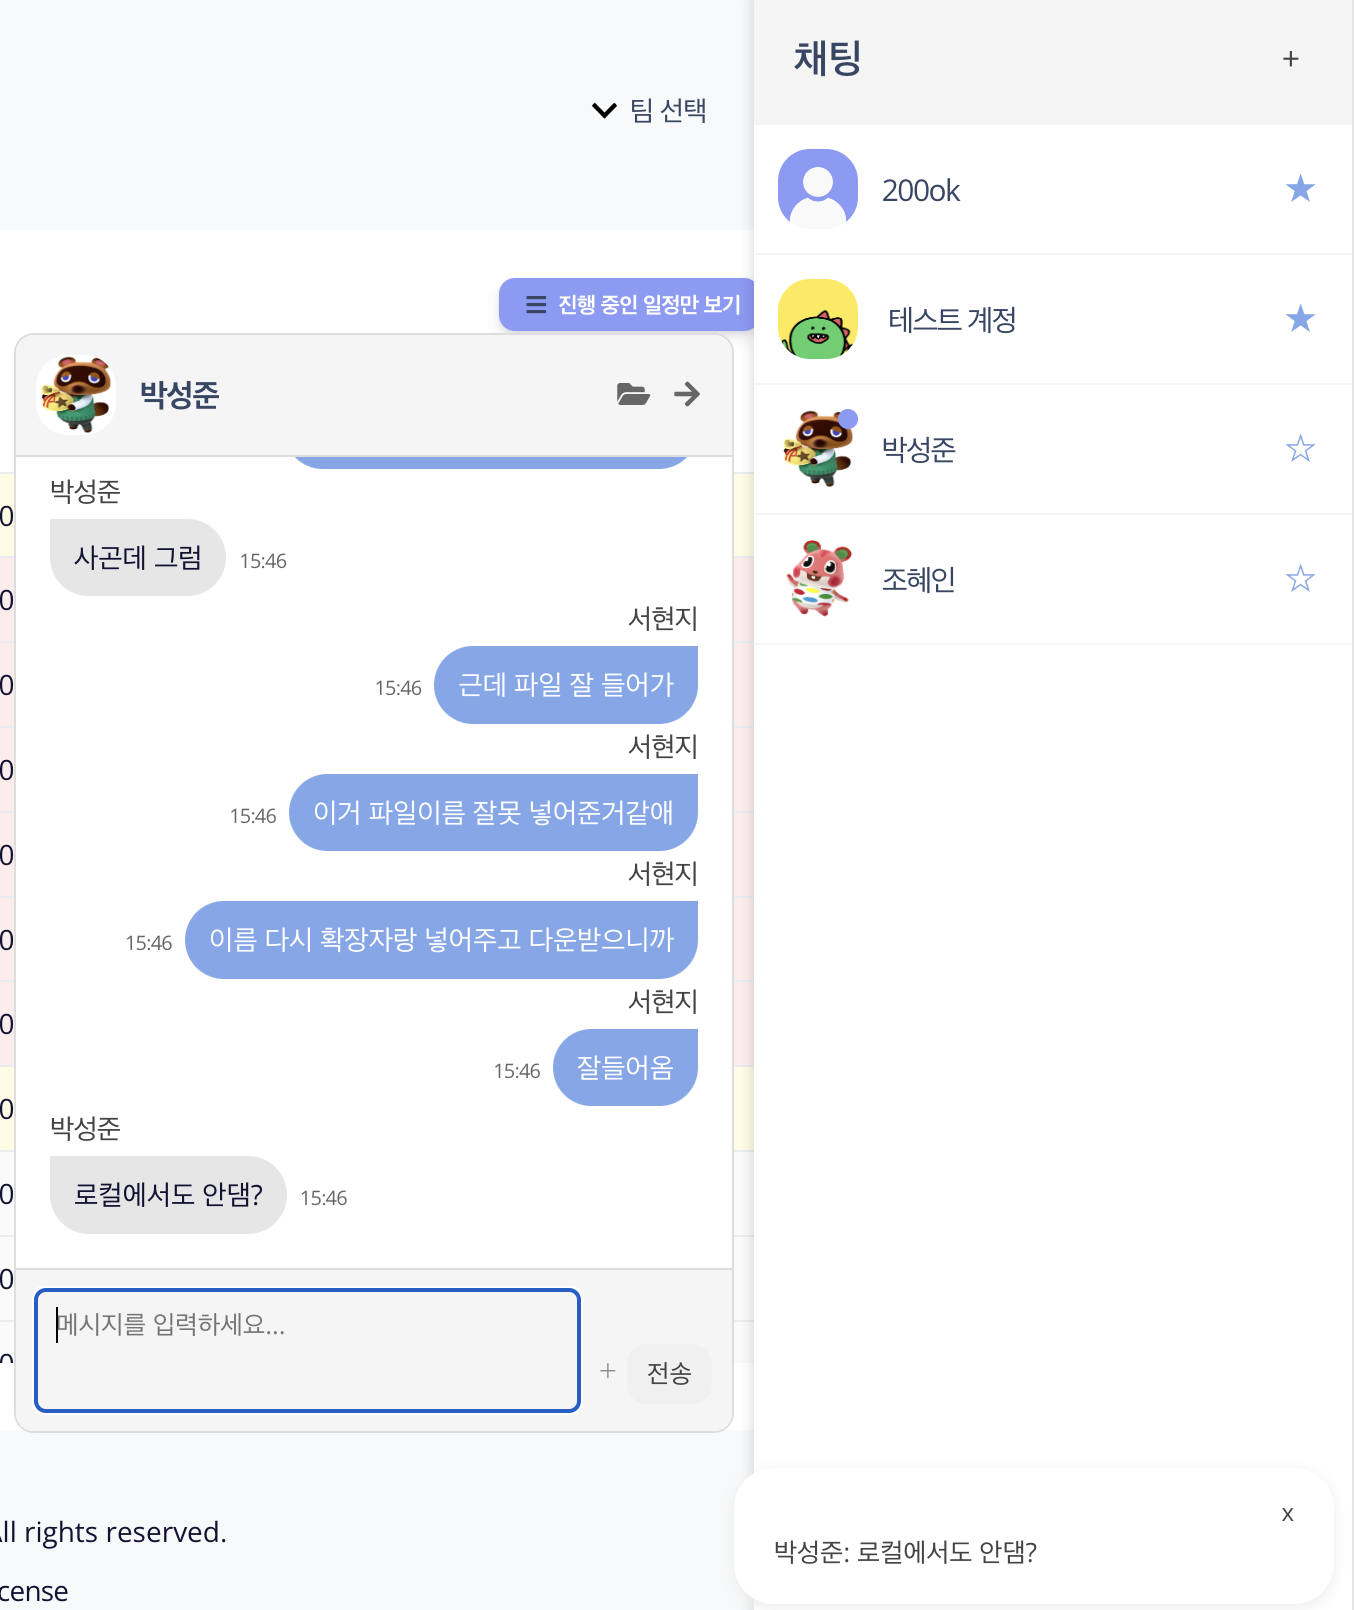 팀 선택
진행 중인 일정만 보기
박성준
박성준
사곤데 그럼
15:46
서현지
15:46
근데 파일 잘 들어가
서현지
15:46
이거 파일이름 잘못 넣어준거같애
서현지
15:46
이름 다시 확장자랑 넣어주고 다운받으니까
서현지
15:46
잘들어옴
박성준
로컬에서도 안댐?
15:46
메시지를 입력하세요...
+
전송
ll rights reserved.
cense
채팅
+
200ok
테스트 계정
박성준
조혜인
x
박성준: 로컬에서도 안댐?